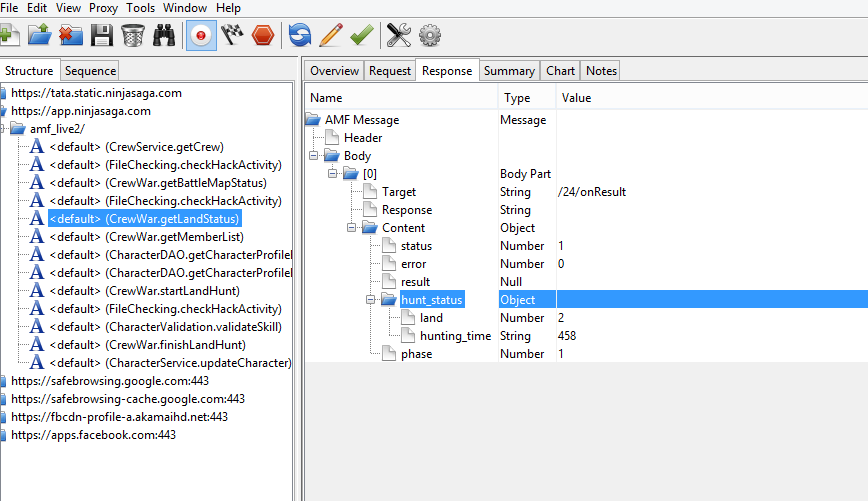 File Edit View Proxy Tools Window Help
Structure Sequence
https://tata.static.ninjasaga.com
https://app.ninjasaga.com
amf_live2/
<default> (CrewService.getCrew)
<default> (FileChecking.checkHackActivity)
<default> (CrewWar.getBattleMapStatus)
<default> (FileChecking.checkHackActivity)
<default> (CrewWar.getLandStatus)
<default> (CrewWar.getMemberList)
<default> (CharacterDAO.getCharacterProfileI
<default> (CharacterDAO.getCharacterProfileI
<default> (CrewWar.startLandHunt)
<default> (FileChecking.checkHackActivity)
<default> (CharacterValidation.validateSkill)
<default> (CrewWar.finishLandHunt)
<default> (CharacterService.updateCharacter)
https://safebrowsing.google.com:443
https://safebrowsing-cache.google.com:443
https://fbcdn-profile-a.akamaihd.net:443
https://apps.facebook.com:443
Overview Request Response Summary Chart Notes
Name Type Value
AMF Message Message
Header
Body
[0] Body Part
Target String /24/onResult
Response String
Content Object
status Number 1
error Number 0
result Null
hunt_status Object
land Number 2
hunting_time String 458
phase Number 1